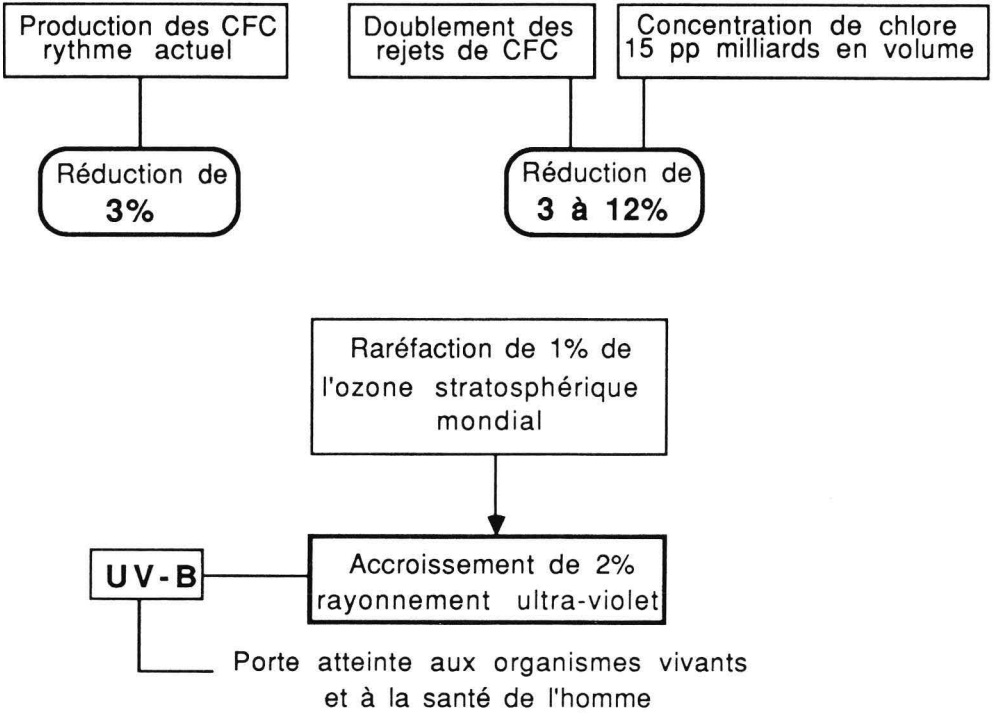 Production des CFC
rythme actuel
Doublement des
rejets de CFC
Concentration de chlore
15 pp milliards en volume
Réduction de
3%
Réduction de
3 à 12%
Raréfaction de 1% de
l'ozone stratosphérique
mondial
UV-B
Accroissement de 2%
rayonnement ultra-violet
Porte atteinte aux organismes vivants
et à la santé de l'homme